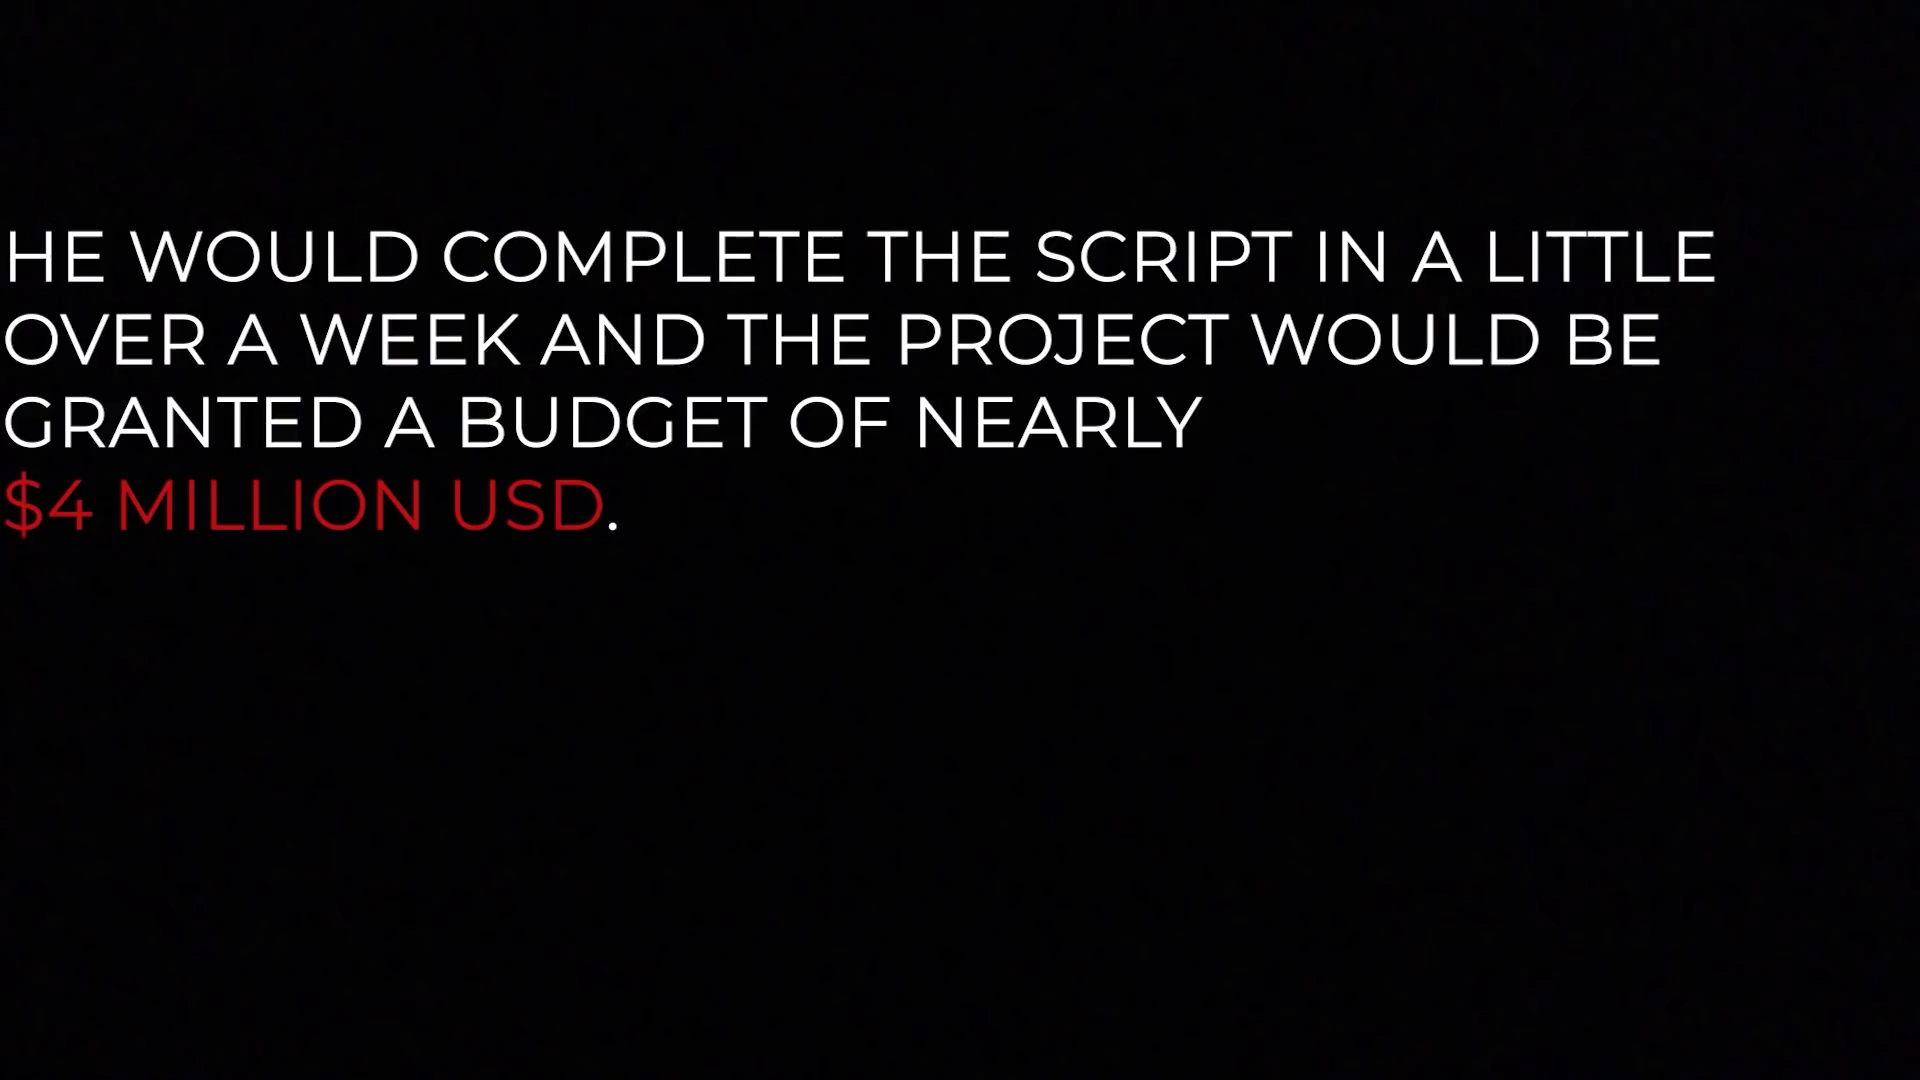 HE WOULD COMPLETE THE SCRIPT IN A LITTLE
OVER A WEEK AND THE PROJECT WOULD BE
GRANTED A BUDGET OF NEARLY
$4 MILLION USD.